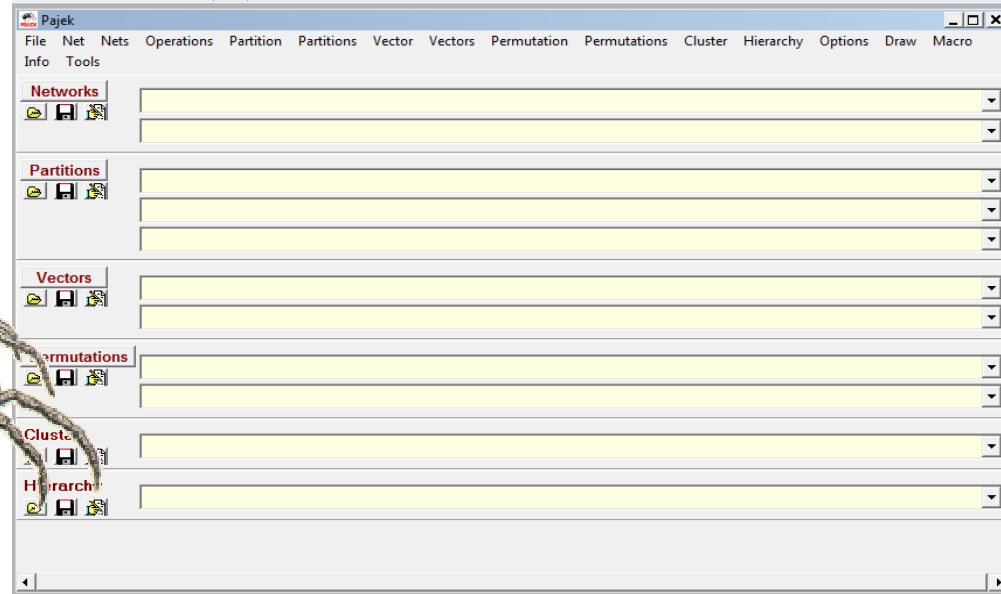 Pajek
File Net Nets Operations Partition Partitions Vector Vectors Permutation Permutations Cluster Hierarchy Options Draw Macro
Info Tools
Networks
Partitions
Vectors